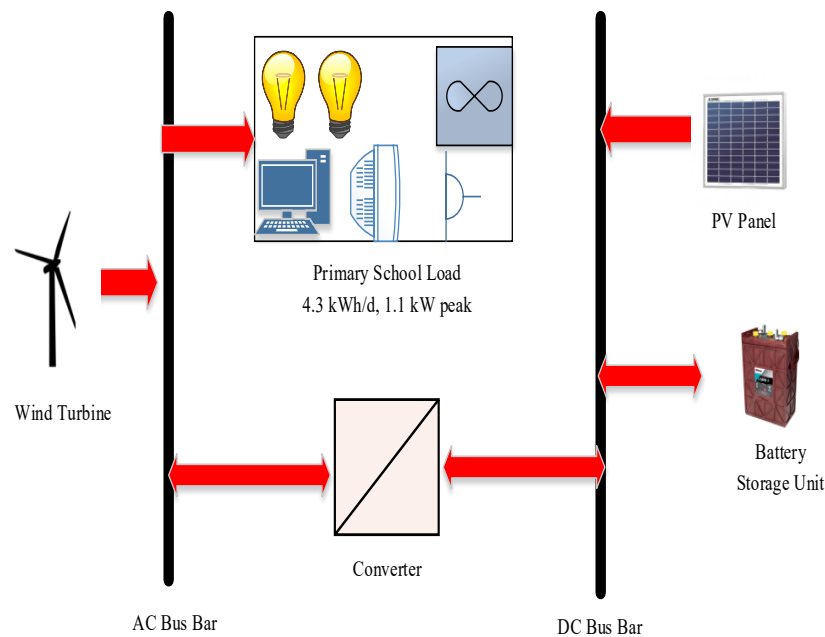 Primary School Load
4.3 kWh/d, 1.1 kW peak
PV Panel
Wind Turbine
Battery
Storage Unit
Converter
AC Bus Bar
DC Bus Bar